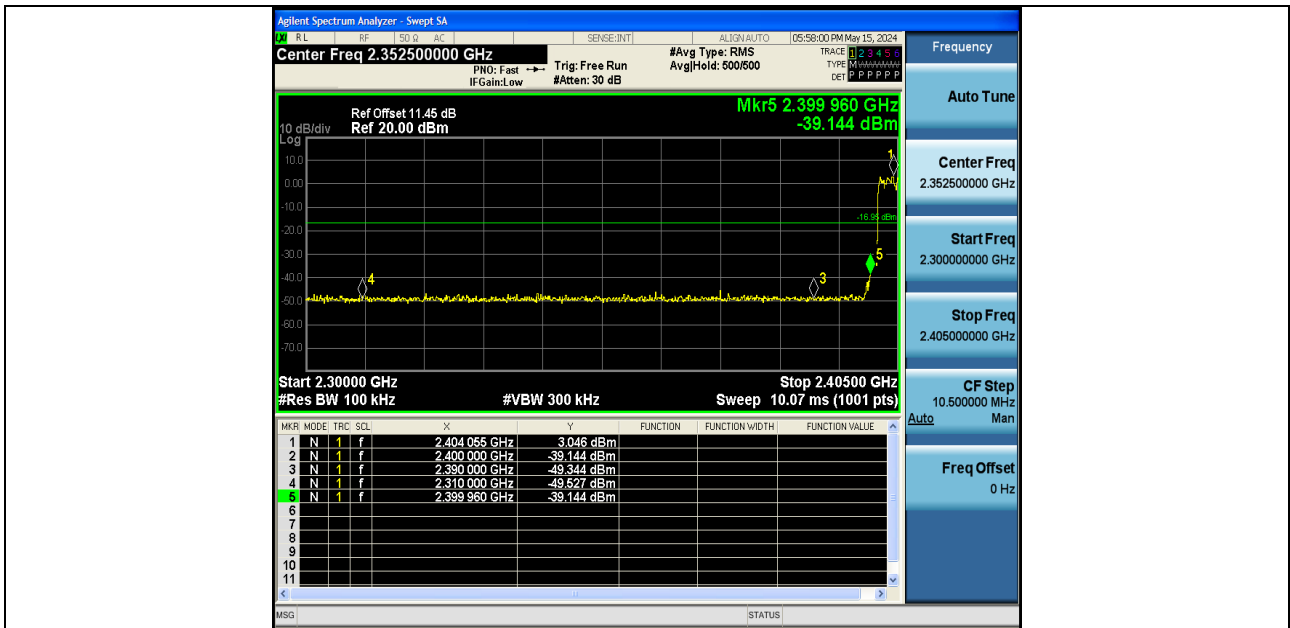 Agilent Spectrum Analyzer - Swept SA
RL RF 50 Ω AC SENSE:INT ALIGN AUTO 05:58:00 PM May 15, 2024
Center Freq 2.352500000 GHz
PNO: Fast
IFGain:Low
Trig: Free Run
#Atten: 30 dB
#Avg Type: RMS
Avg|Hold: 500/500
TRACE 1 2 3 4 5 6
TYPE M
DET P P P P P P
Frequency
Auto Tune
Center Freq
2.352500000 GHz
Start Freq
2.300000000 GHz
Stop Freq
2.405000000 GHz
CF Step
10.500000 MHz
Auto Man
Freq Offset
0 Hz
Mkr5 2.399 960 GHz
-39.144 dBm
Ref Offset 11.45 dB
10 dB/div Ref 20.00 dBm
Log
10.0
0.00
-10.0
-20.0
-30.0
-40.0
-50.0
-60.0
-70.0
1
-16.95 dBm
5
4
3
Start 2.30000 GHz Stop 2.40500 GHz
#Res BW 100 kHz #VBW 300 kHz Sweep 10.07 ms (1001 pts)
MKR MODE TRC SCL X Y FUNCTION FUNCTION WIDTH FUNCTION VALUE
1 N 1 f 2.404 055 GHz 3.046 dBm
2 N 1 f 2.400 000 GHz -39.144 dBm
3 N 1 f 2.390 000 GHz -49.344 dBm
4 N 1 f 2.310 000 GHz -49.527 dBm
5 N 1 f 2.399 960 GHz -39.144 dBm
6
7
8
9
10
11
MSG STATUS